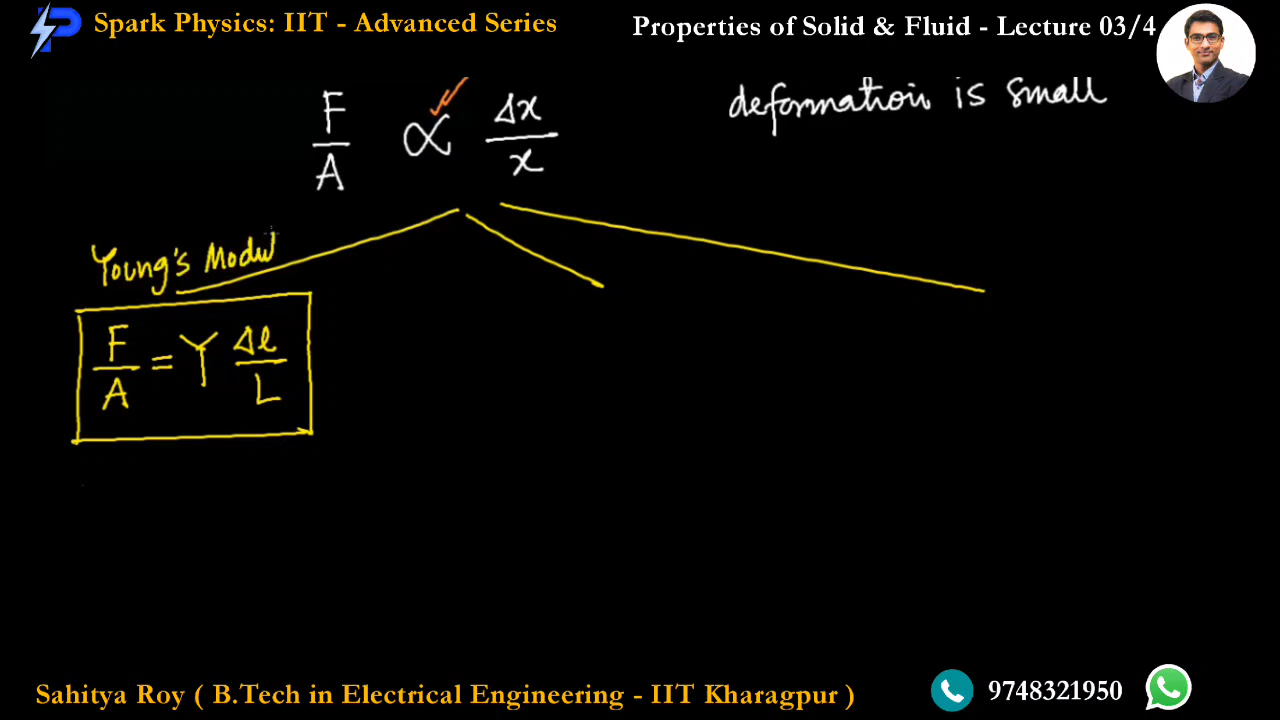 Spark Physics: IIT - Advanced Series
Properties of Solid & Fluid - Lecture 03/4
F/A ∝ Δx/x
deformation is small
Young's Modul
F/A = Y Δl/L
Sahitya Roy ( B.Tech in Electrical Engineering - IIT Kharagpur )
9748321950